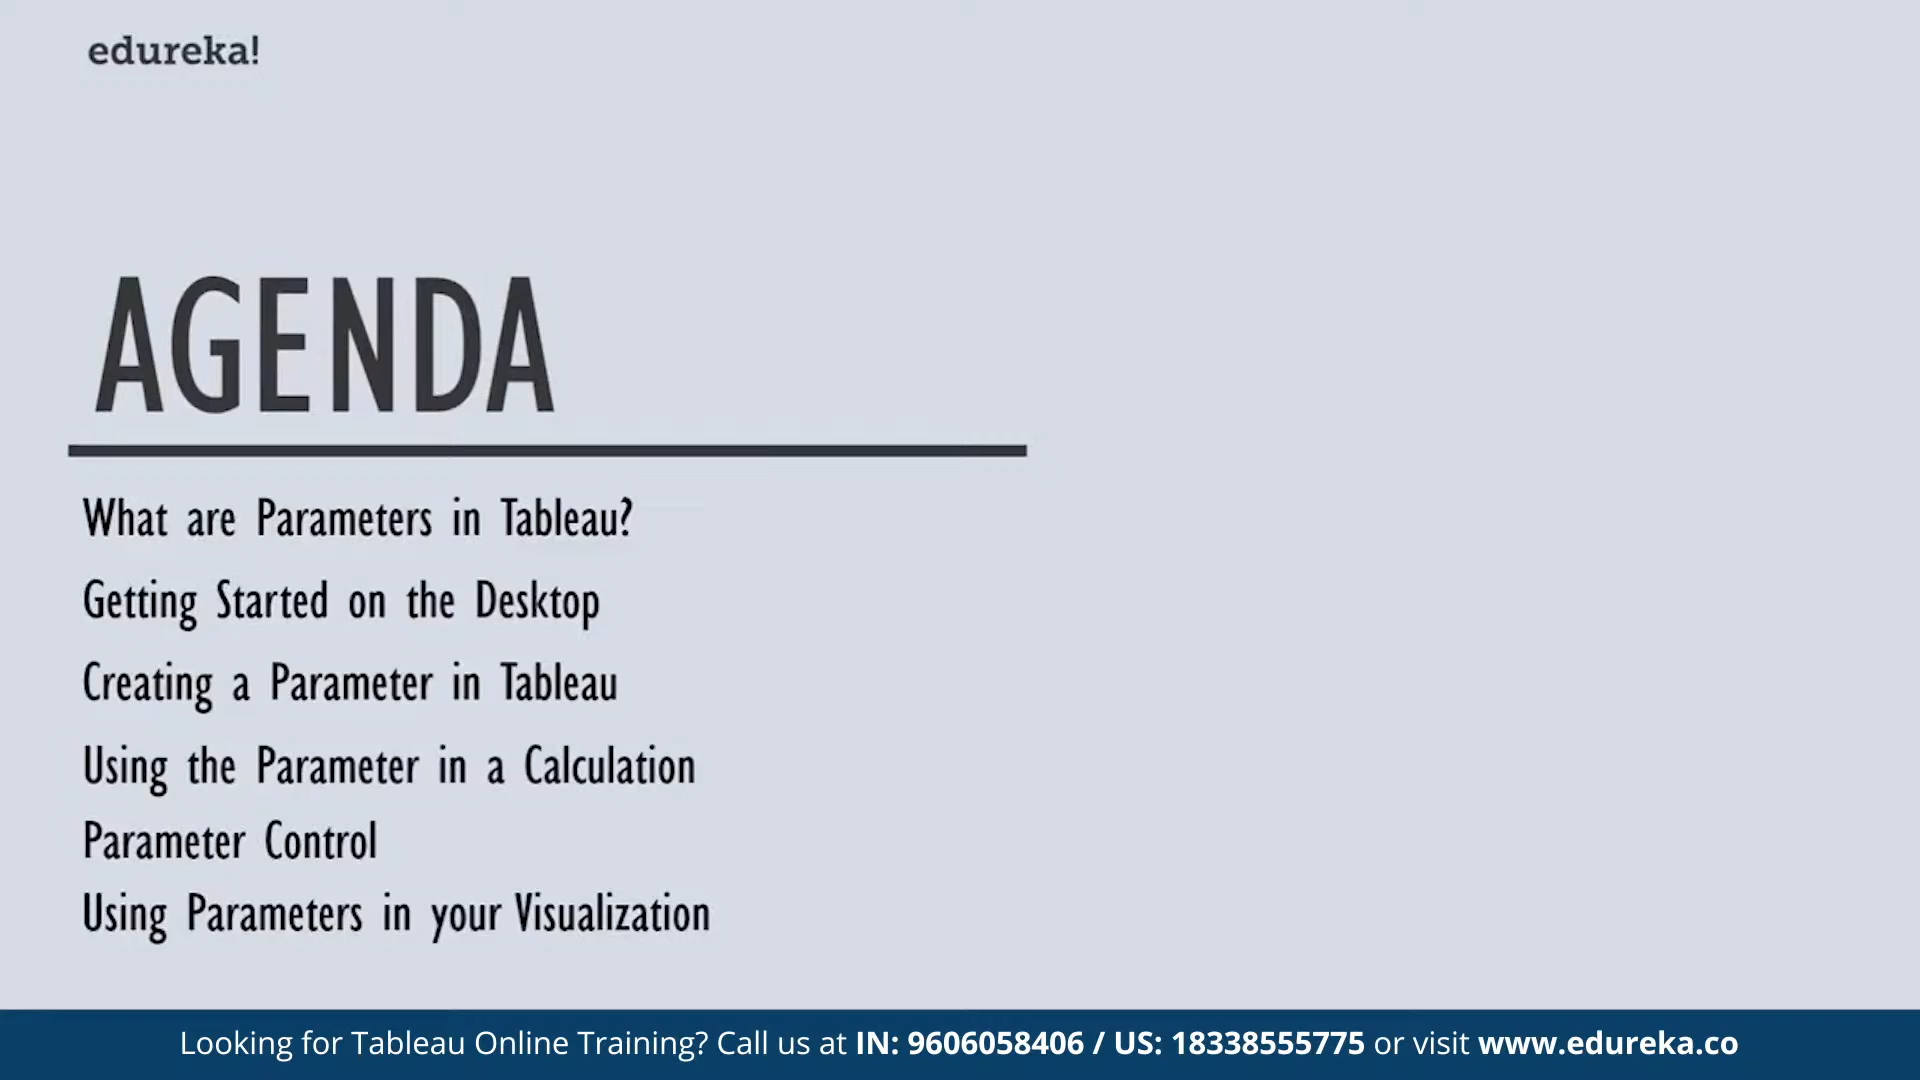 edureka!
AGENDA
What are Parameters in Tableau?
Getting Started on the Desktop
Creating a Parameter in Tableau
Using the Parameter in a Calculation
Parameter Control
Using Parameters in your Visualization
Looking for Tableau Online Training? Call us at IN: 9606058406 / US: 18338555775 or visit www.edureka.co